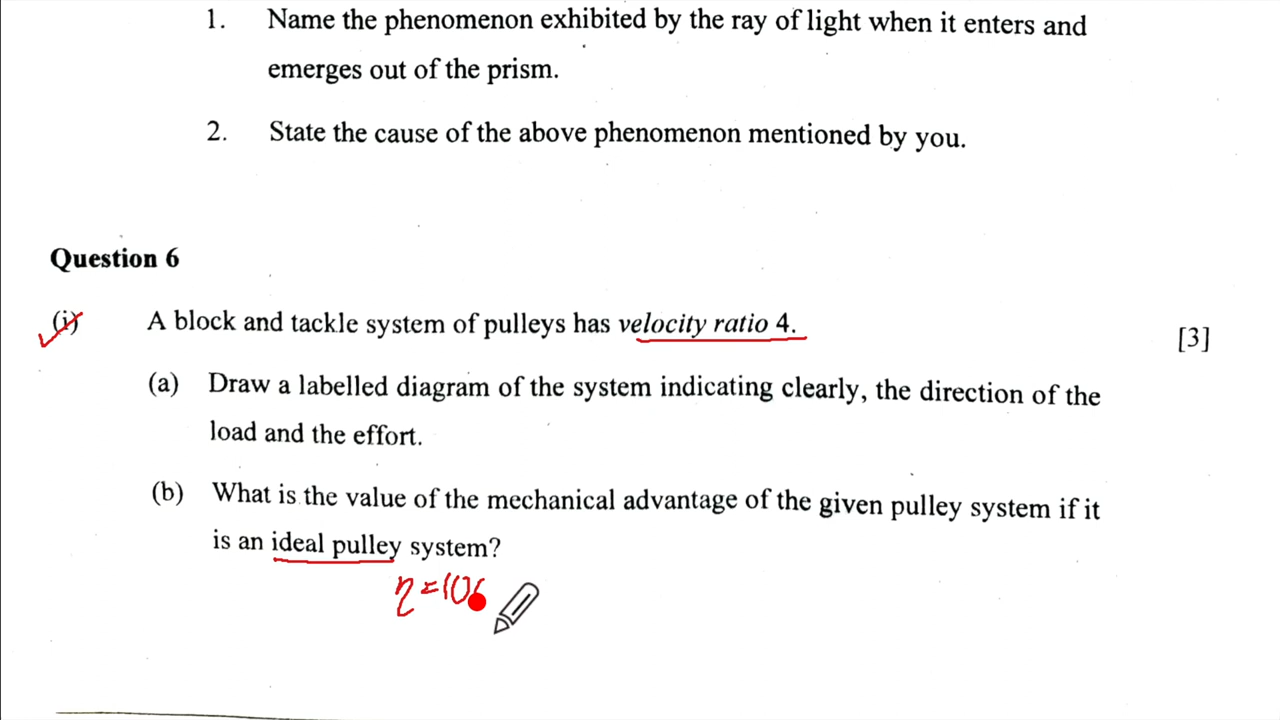 1. Name the phenomenon exhibited by the ray of light when it enters and
emerges out of the prism.
2. State the cause of the above phenomenon mentioned by you.
Question 6
(i) A block and tackle system of pulleys has velocity ratio 4. [3]
(a) Draw a labelled diagram of the system indicating clearly, the direction of the
load and the effort.
(b) What is the value of the mechanical advantage of the given pulley system if it
is an ideal pulley system?
η=10